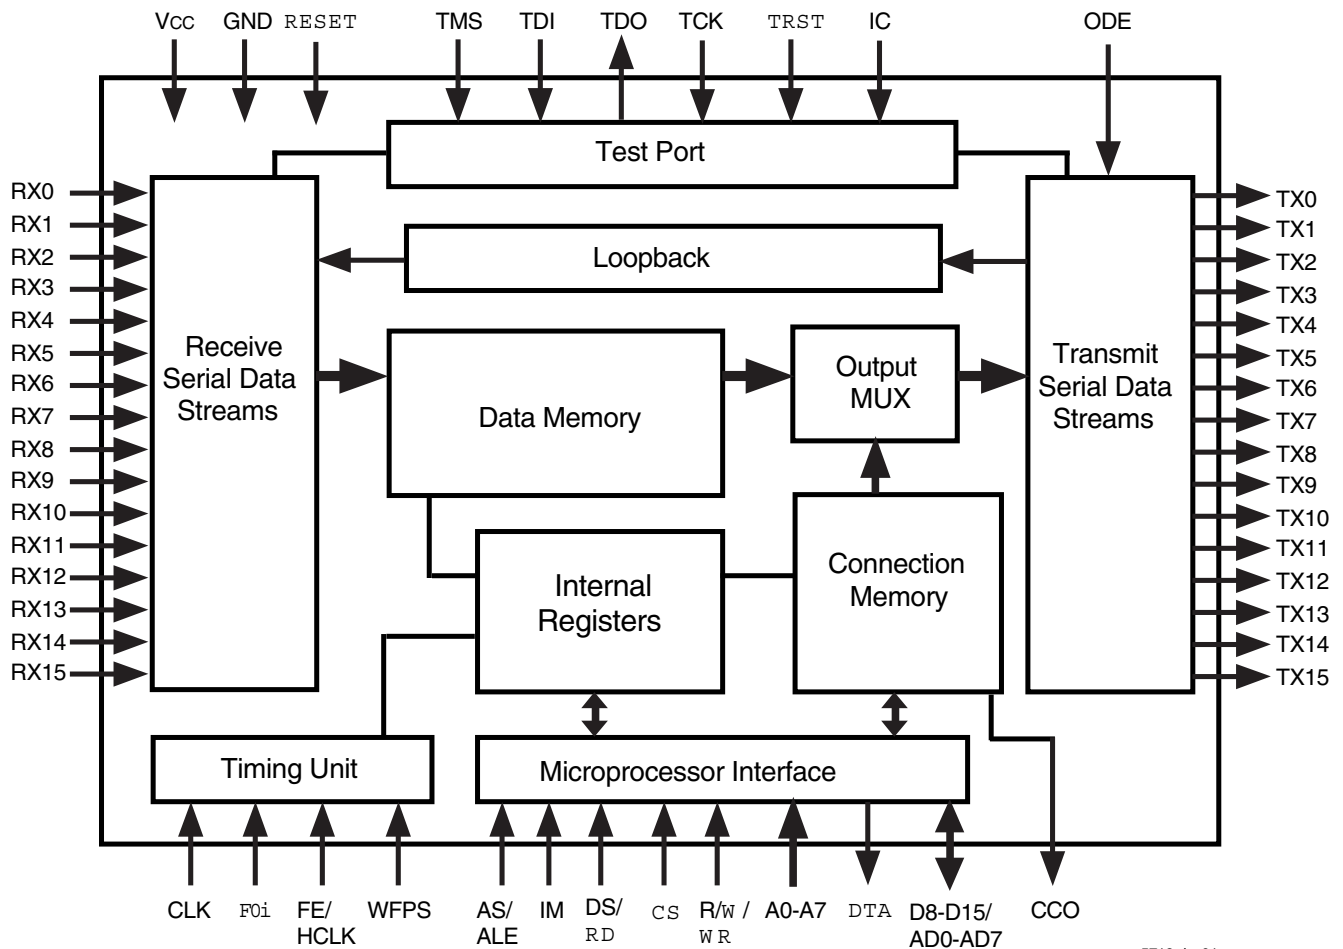 Vcc GND RESET TMS TDI TDO TCK TRST IC ODE
Test Port
RX0
RX1
RX2
RX3
RX4
RX5
RX6
RX7
RX8
RX9
RX10
RX11
RX12
RX13
RX14
RX15
Receive
Serial Data
Streams
Loopback
Data Memory
Output
MUX
Internal
Registers
Connection
Memory
Transmit
Serial Data
Streams
TX0
TX1
TX2
TX3
TX4
TX5
TX6
TX7
TX8
TX9
TX10
TX11
TX12
TX13
TX14
TX15
Timing Unit
Microprocessor Interface
CLK F0i FE/ WFPS AS/ IM DS/ CS R/W / A0-A7 DTA D8-D15/ CCO
HCLK ALE RD WR AD0-AD7